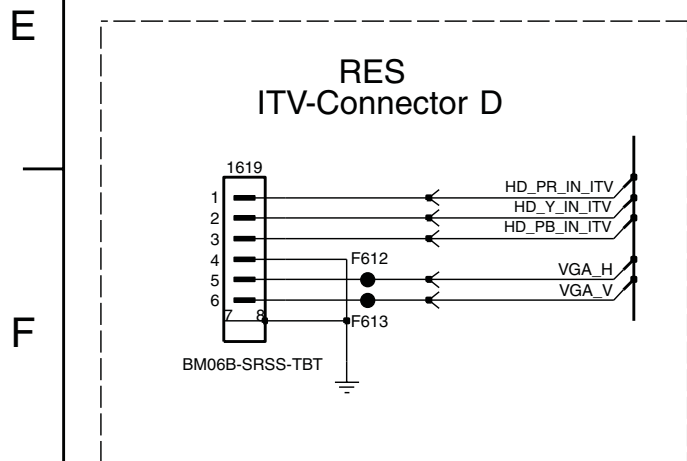 E
RES
ITV-Connector D
1619
1
HD_PR_IN_ITV
2
HD_Y_IN_ITV
3
HD_PB_IN_ITV
4
F612
5
VGA_H
6
VGA_V
7 8
F613
F
BM06B-SRSS-TBT